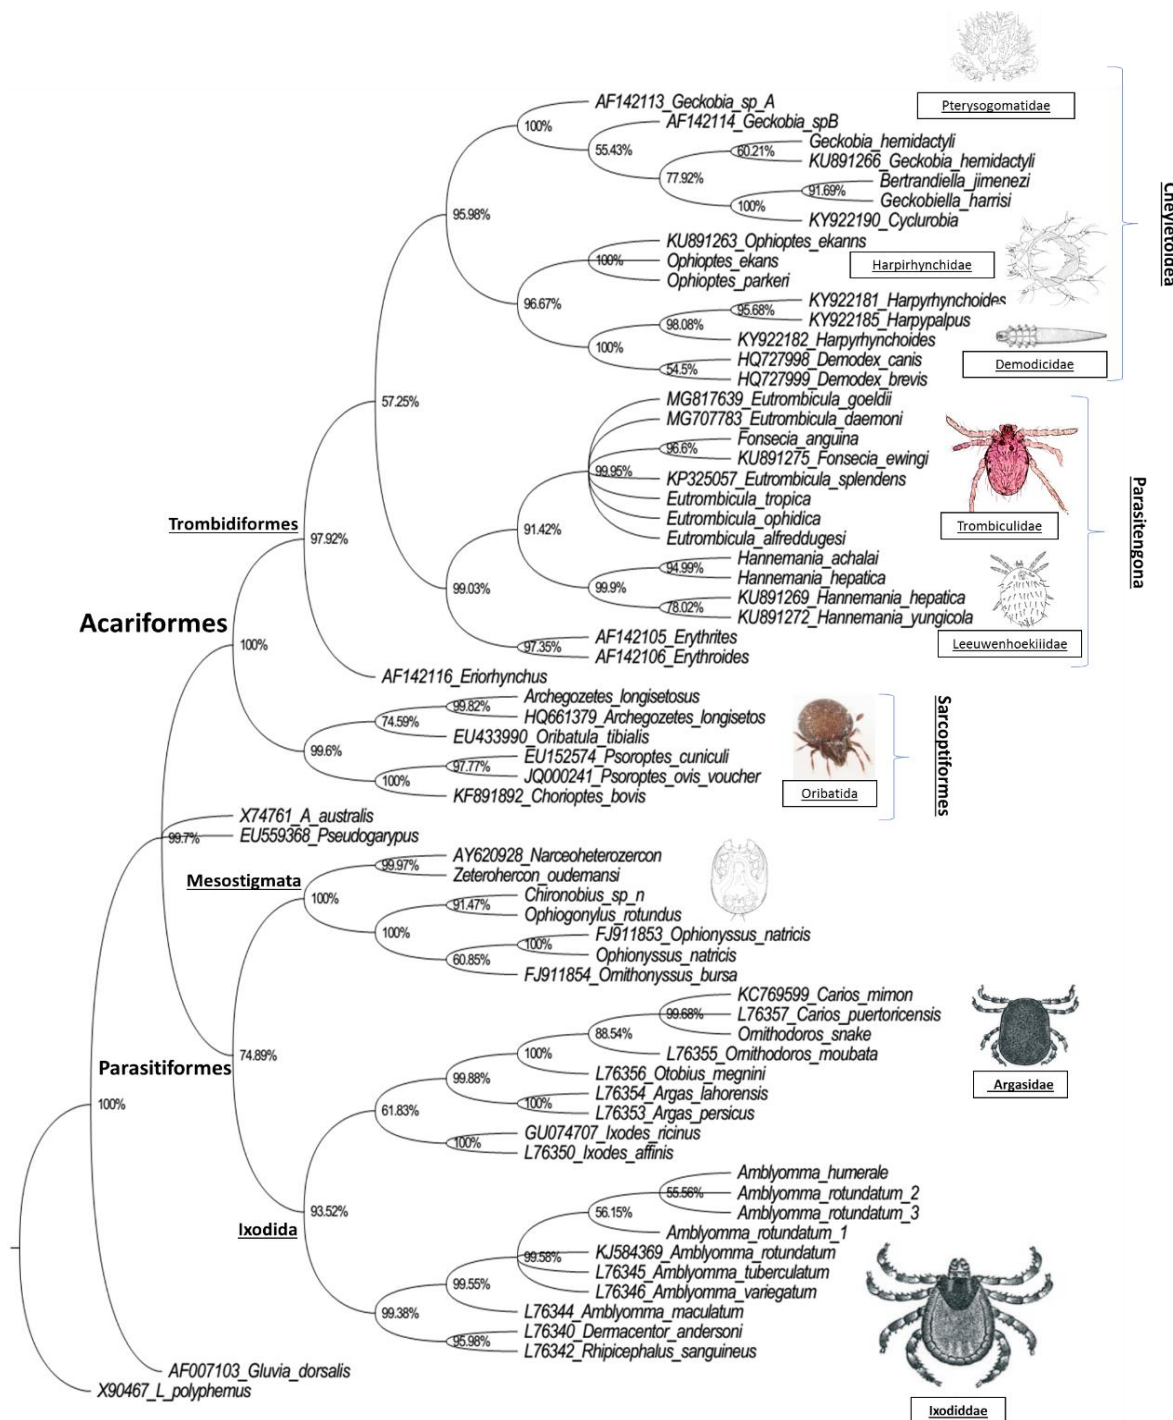 Pterysogomatidae
AF142113_Geckobia_sp_A
100%
AF142114_Geckobia_spB
55.43%
Geckobia_hemidactyli
60.21%
KU891266_Geckobia_hemidactyli
77.92%
Bertrandiella_jimenezi
91.69%
Geckobiella_harrisi
100%
KY922190_Cyclurobia
95.98%
Cheyletoidea
KU891263_Ophioptes_ekanns
100%
Ophioptes_ekans
Harpirhynchidae
Ophioptes_parkeri
96.67%
KY922181_Harpyrhynchoides
95.68%
KY922185_Harpypalpus
98.08%
KY922182_Harpyrhynchoides
100%
HQ727998_Demodex_canis
54.5%
HQ727999_Demodex_brevis
Demodicidae
57.25%
MG817639_Eutrombicula_goeldii
MG707783_Eutrombicula_daemoni
Fonsecia_anguina
96.6%
KU891275_Fonsecia_ewingi
99.95%
KP325057_Eutrombicula_splendens
Eutrombicula_tropica
Eutrombicula_ophidica
Eutrombicula_alfreddugesi
Trombiculidae
Parasitengona
91.42%
Trombidiformes
97.92%
Hannemania_achalai
94.99%
Hannemania_hepatica
99.9%
99.03%
KU891269_Hannemania_hepatica
78.02%
KU891272_Hannemania_yungicola
Acariformes
AF142105_Erythrites
97.35%
AF142106_Erythroides
Leeuwenhoekiidae
100%
AF142116_Eriorhynchus
Archegozetes_longisetosus
99.82%
HQ661379_Archegozetes_longisetos
74.59%
EU433990_Oribatula_tibialis
99.6%
EU152574_Psoroptes_cuniculi
97.77%
JQ000241_Psoroptes_ovis_voucher
100%
KF891892_Chorioptes_bovis
Oribatida
Sarcoptiformes
X74761_A_australis
99.7%
EU559368_Pseudogarypus
AY620928_Narceoheterozercon
99.97%
Zeterohercon_oudemansi
Mesostigmata
100%
Chironobius_sp_n
91.47%
Ophiogonylus_rotundus
100%
FJ911853_Ophionyssus_natricis
100%
Ophionyssus_natricis
60.85%
FJ911854_Ornithonyssus_bursa
KC769599_Carios_mimon
99.68%
L76357_Carios_puertoricensis
Ornithodoros_snake
88.54%
L76355_Ornithodoros_moubata
100%
L76356_Otobius_megnini
Parasitiformes
74.89%
99.88%
L76354_Argas_lahorensis
100%
L76353_Argas_persicus
Argasidae
100%
61.83%
GU074707_Ixodes_ricinus
100%
L76350_Ixodes_affinis
Amblyomma_humerale
55.56%
Amblyomma_rotundatum_2
Amblyomma_rotundatum_3
56.15%
Amblyomma_rotundatum_1
Ixodida
93.52%
99.58%
KJ584369_Amblyomma_rotundatum
L76345_Amblyomma_tuberculatum
L76346_Amblyomma_variegatum
99.55%
L76344_Amblyomma_maculatum
99.38%
L76340_Dermacentor_andersoni
95.98%
L76342_Rhipicephalus_sanguineus
AF007103_Gluvia_dorsalis
X90467_L_polyphemus
Ixodiddae